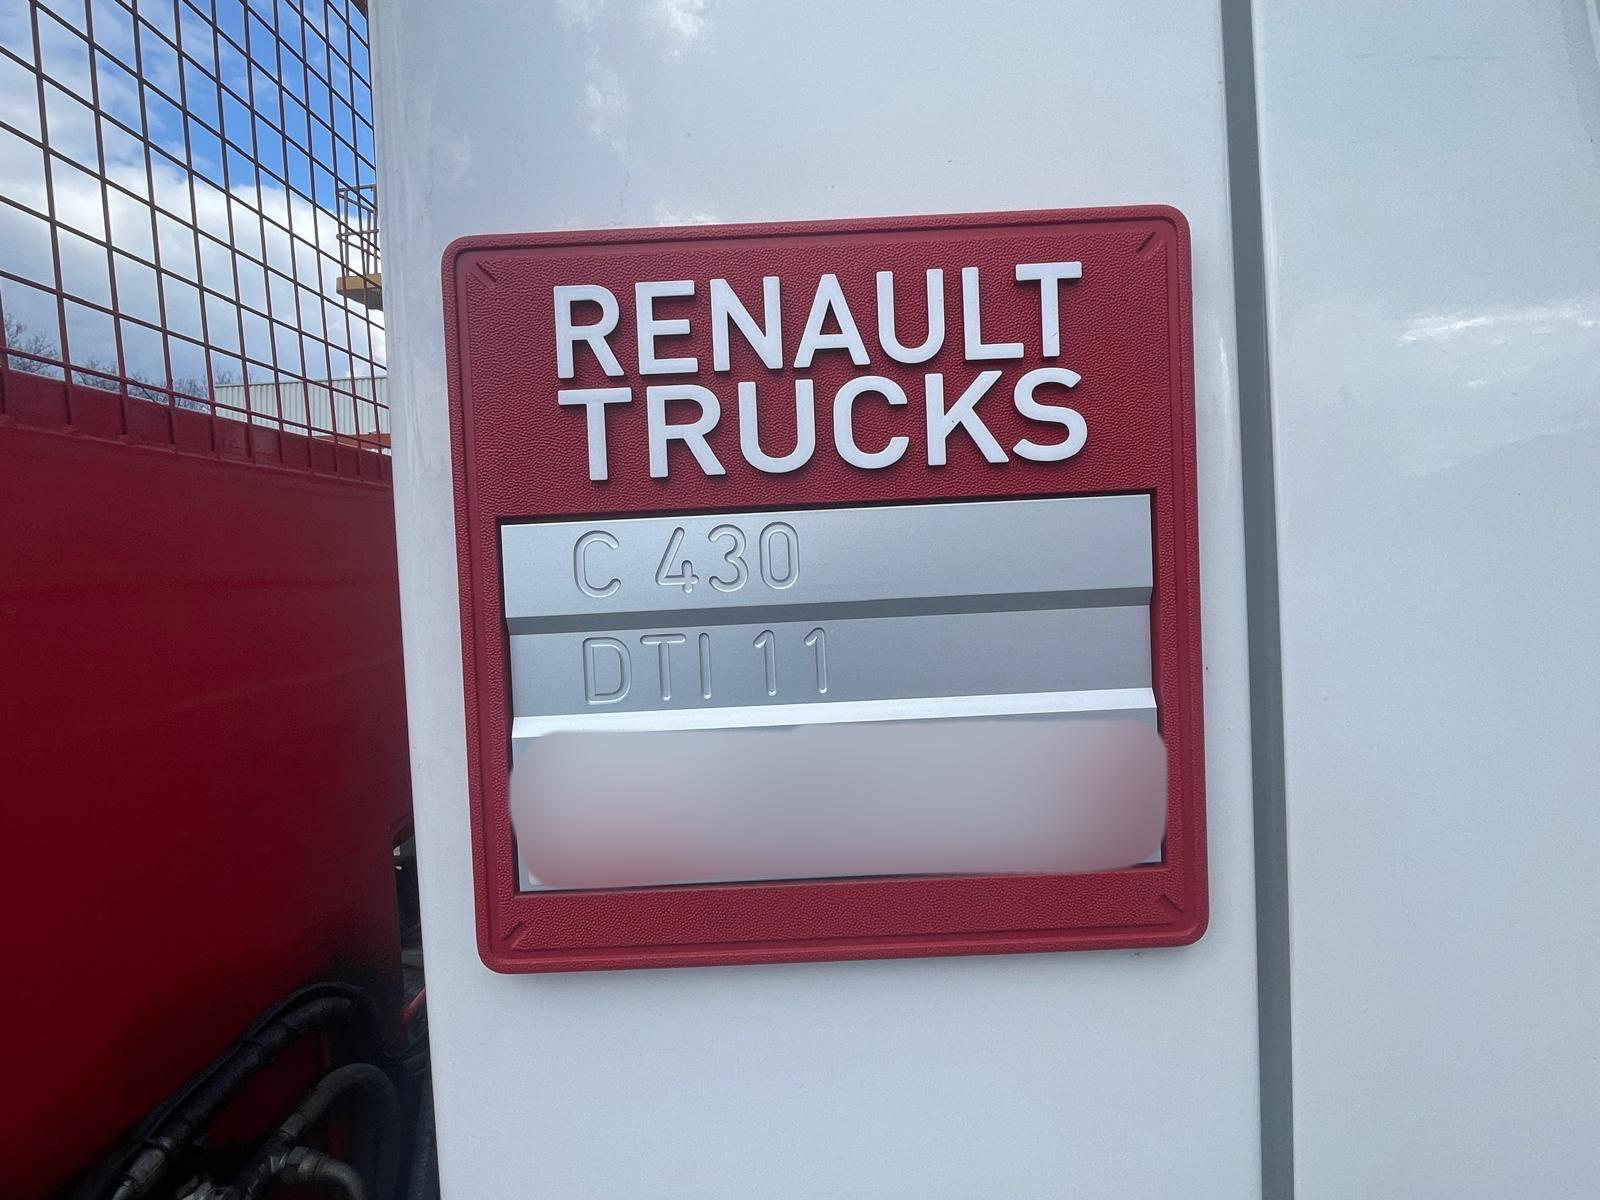 RENAULT
TRUCKS
C 430
DTI 11